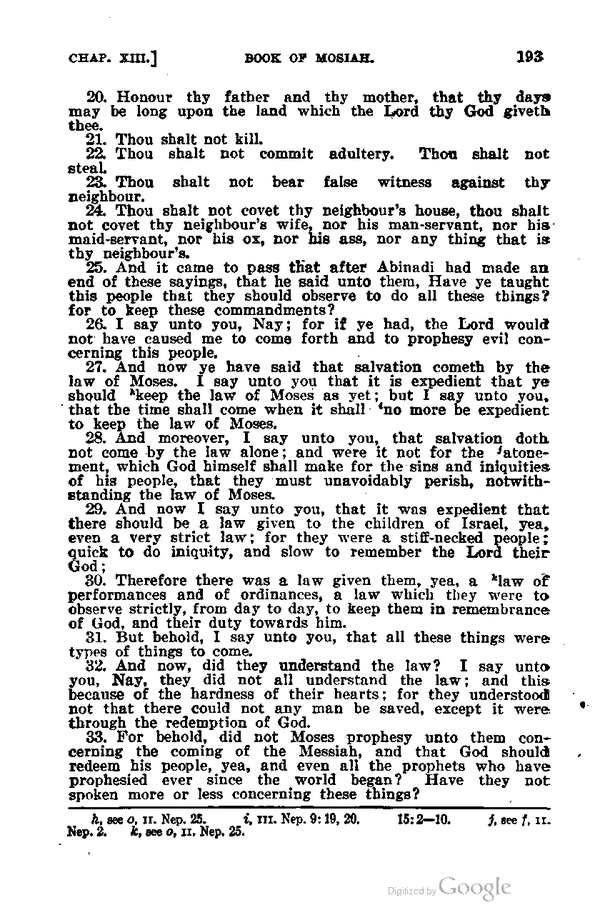 CHAP. XIII.] BOOK OF MOSIAH. 193
20. Honour thy father and thy mother, that thy days
may be long upon the land which the Lord thy God giveth
thee.
21. Thou shalt not kill.
22. Thou shalt not commit adultery. Thou shalt not
steal.
23. Thou shalt not bear false witness against thy
neighbour.
24. Thou shalt not covet thy neighbour's house, thou shalt
not covet thy neighbour's wife, nor his man-servant, nor his
maid-servant, nor his ox, nor his ass, nor any thing that is
thy neighbour's.
25. And it came to pass that after Abinadi had made an
end of these sayings, that he said unto them, Have ye taught
this people that they should observe to do all these things?
for to keep these commandments?
26. I say unto you, Nay; for if ye had, the Lord would
not have caused me to come forth and to prophesy evil con-
cerning this people.
27. And now ye have said that salvation cometh by the
law of Moses. I say unto you that it is expedient that ye
should ʰkeep the law of Moses as yet; but I say unto you,
that the time shall come when it shall ⁱno more be expedient
to keep the law of Moses.
28. And moreover, I say unto you, that salvation doth
not come by the law alone; and were it not for the ʲatone-
ment, which God himself shall make for the sins and iniquities
of his people, that they must unavoidably perish, notwith-
standing the law of Moses.
29. And now I say unto you, that it was expedient that
there should be a law given to the children of Israel, yea,
even a very strict law; for they were a stiff-necked people;
quick to do iniquity, and slow to remember the Lord their
God;
30. Therefore there was a law given them, yea, a ᵏlaw of
performances and of ordinances, a law which they were to
observe strictly, from day to day, to keep them in remembrance
of God, and their duty towards him.
31. But behold, I say unto you, that all these things were
types of things to come.
32. And now, did they understand the law? I say unto
you, Nay, they did not all understand the law; and this
because of the hardness of their hearts; for they understood
not that there could not any man be saved, except it were
through the redemption of God.
33. For behold, did not Moses prophesy unto them con-
cerning the coming of the Messiah, and that God should
redeem his people, yea, and even all the prophets who have
prophesied ever since the world began? Have they not
spoken more or less concerning these things?
h, see o, II. Nep. 25. i, III. Nep. 9: 19, 20. 15: 2—10. j, see f, II.
Nep. 2. k, see o, II. Nep. 25.
Digitized by Google